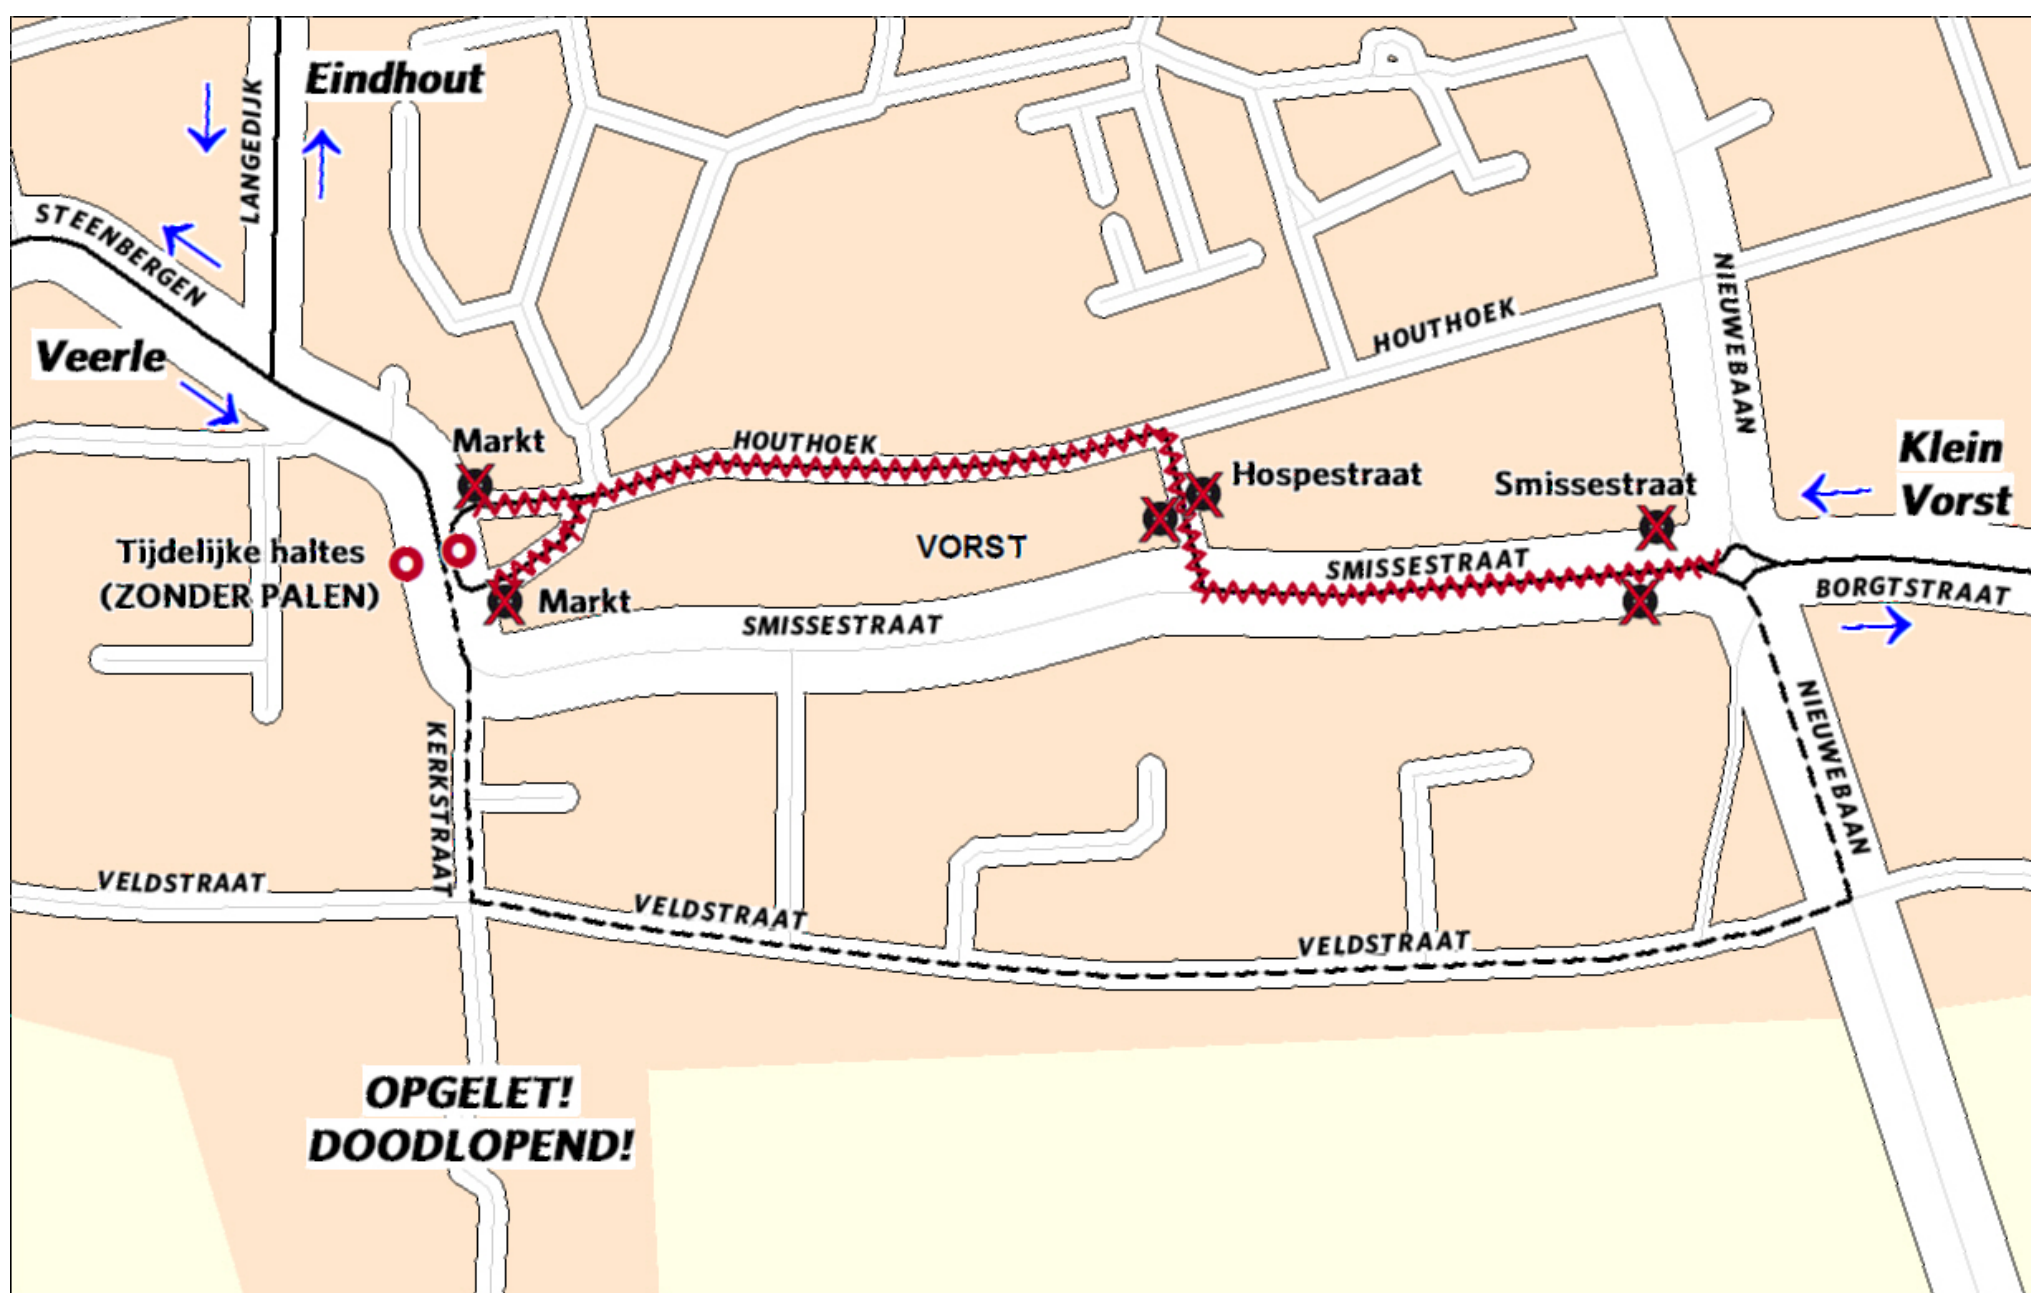 Eindhout
LANGEDIJK
STEENBERGEN
Veerle
NIEUWEBAAN
HOUTHOEK
Markt
HOUTHOEK
Klein
Vorst
Hospestraat
Smissestraat
Tijdelijke haltes
(ZONDER PALEN)
VORST
SMISSESTRAAT
BORGTSTRAAT
Markt
SMISSESTRAAT
KERKSTRAAT
NIEUWEBAAN
VELDSTRAAT
VELDSTRAAT
VELDSTRAAT
OPGELET!
DOODLOPEND!